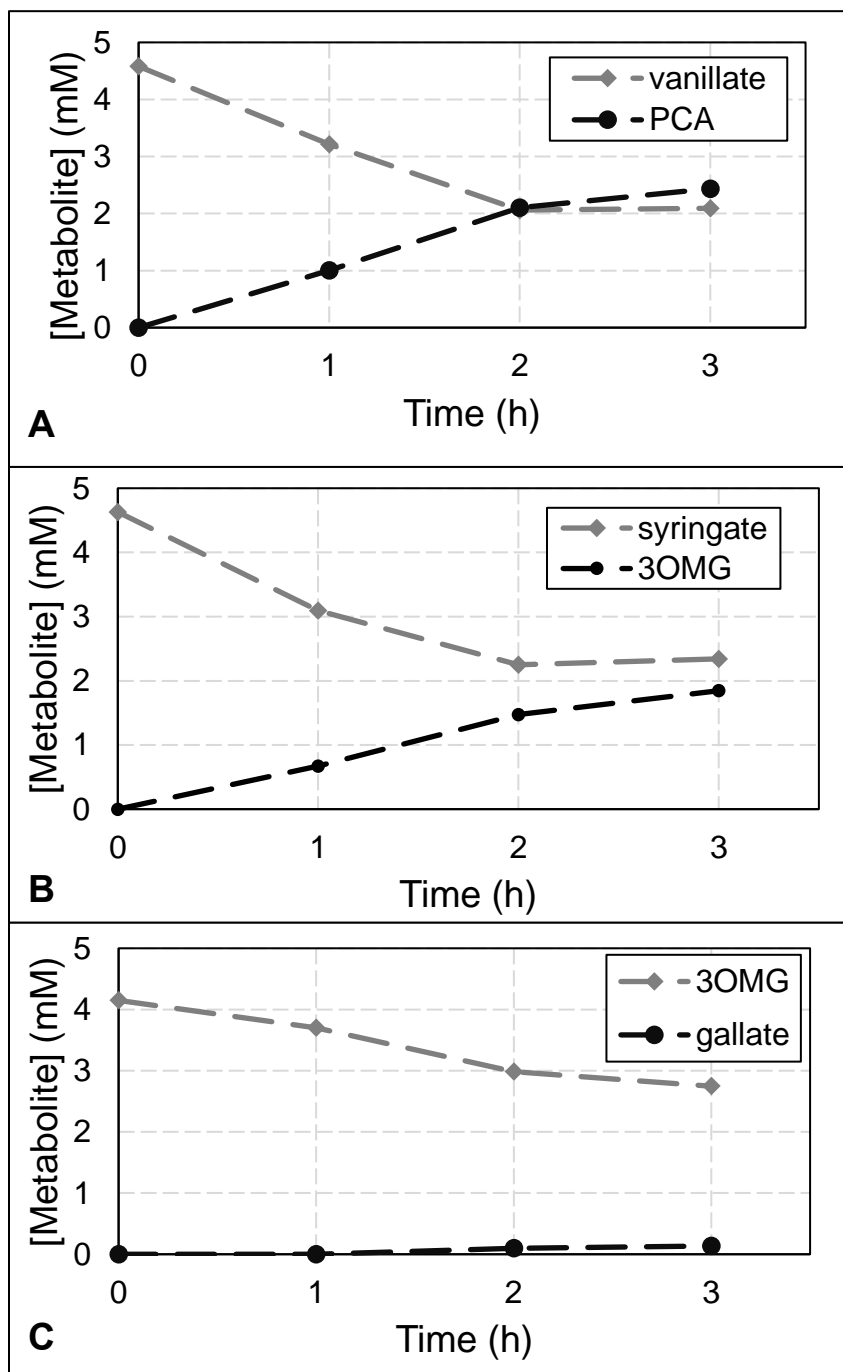 5
4
3
2
1
0
[Metabolite] (mM)
vanillate
PCA
0 1 2 3
Time (h)
A
5
4
3
2
1
0
[Metabolite] (mM)
syringate
3OMG
0 1 2 3
Time (h)
B
5
4
3
2
1
0
[Metabolite] (mM)
3OMG
gallate
0 1 2 3
Time (h)
C